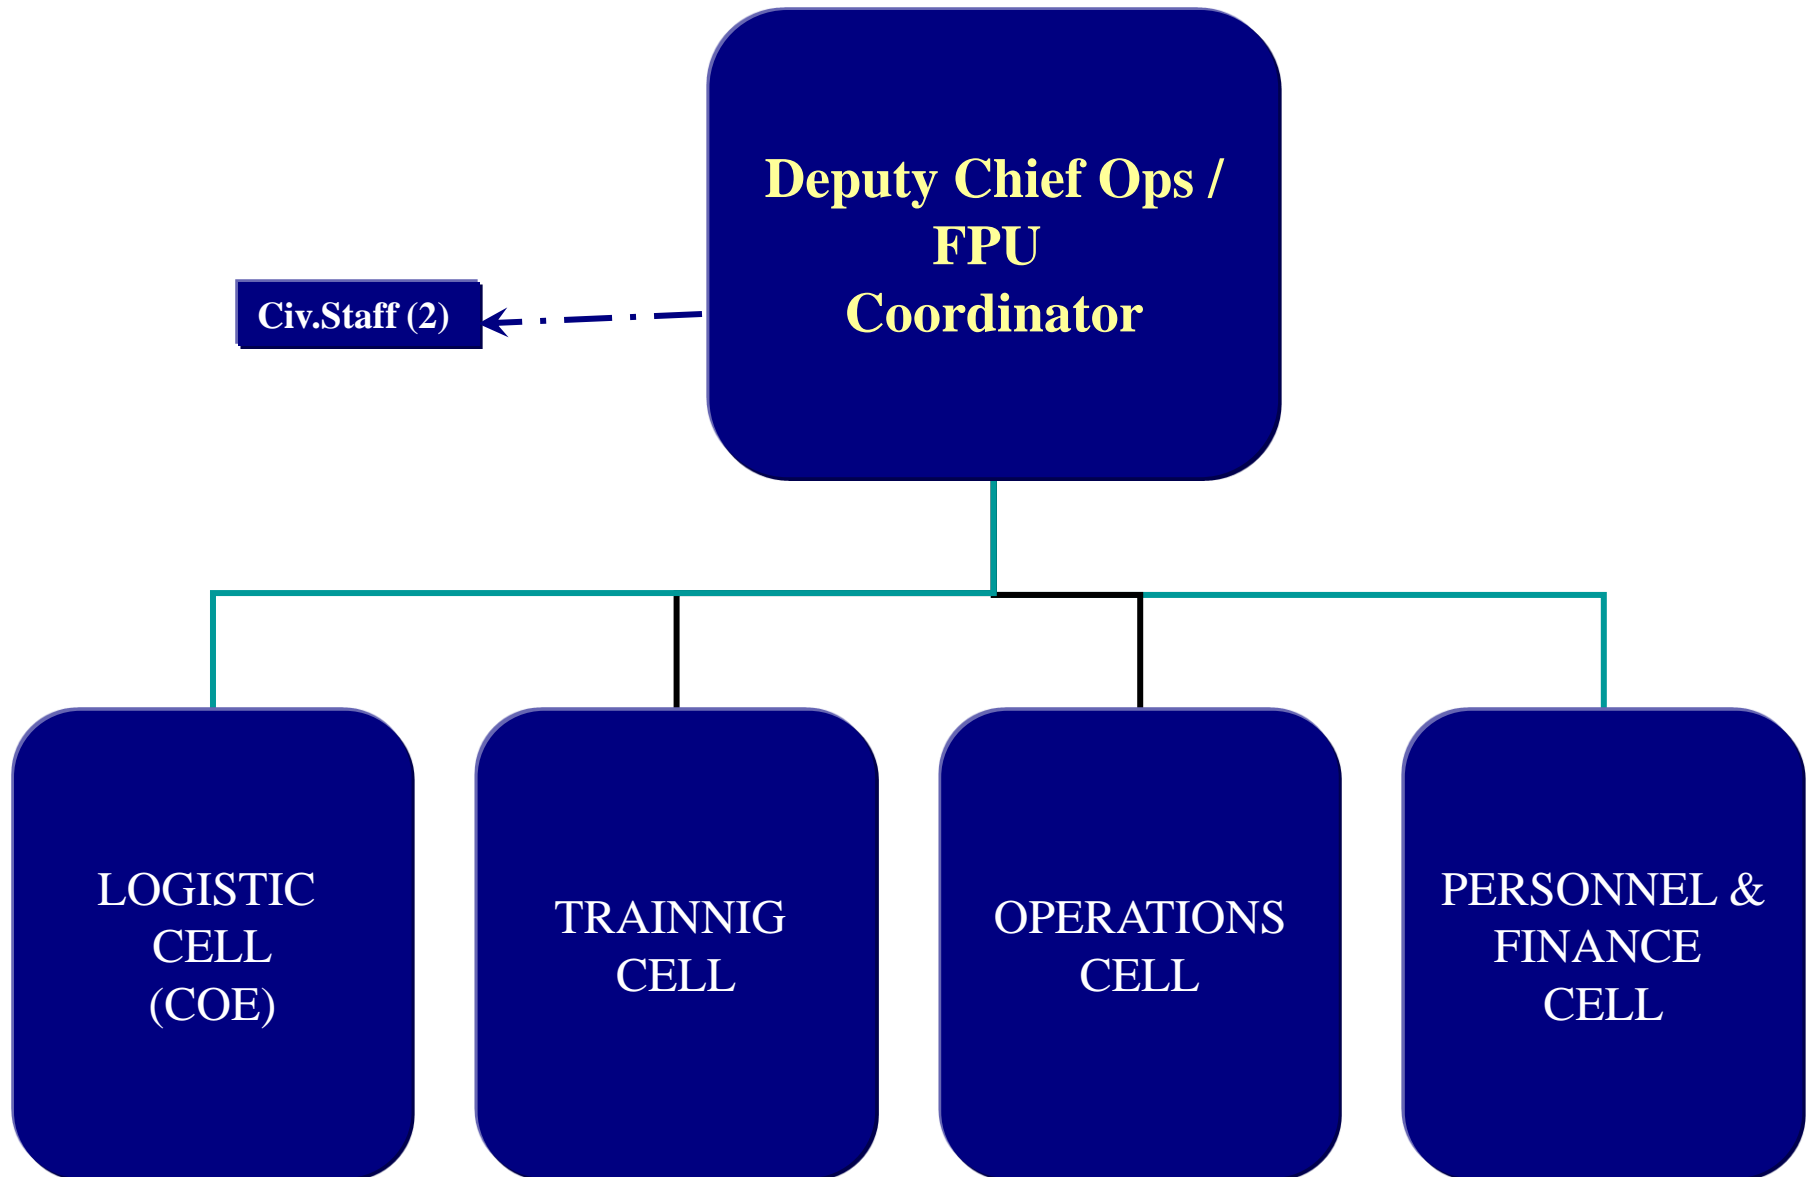 Deputy Chief Ops /
FPU
Coordinator
Civ.Staff (2)
LOGISTIC
CELL
(COE)
TRAINNIG
CELL
OPERATIONS
CELL
PERSONNEL &
FINANCE
CELL